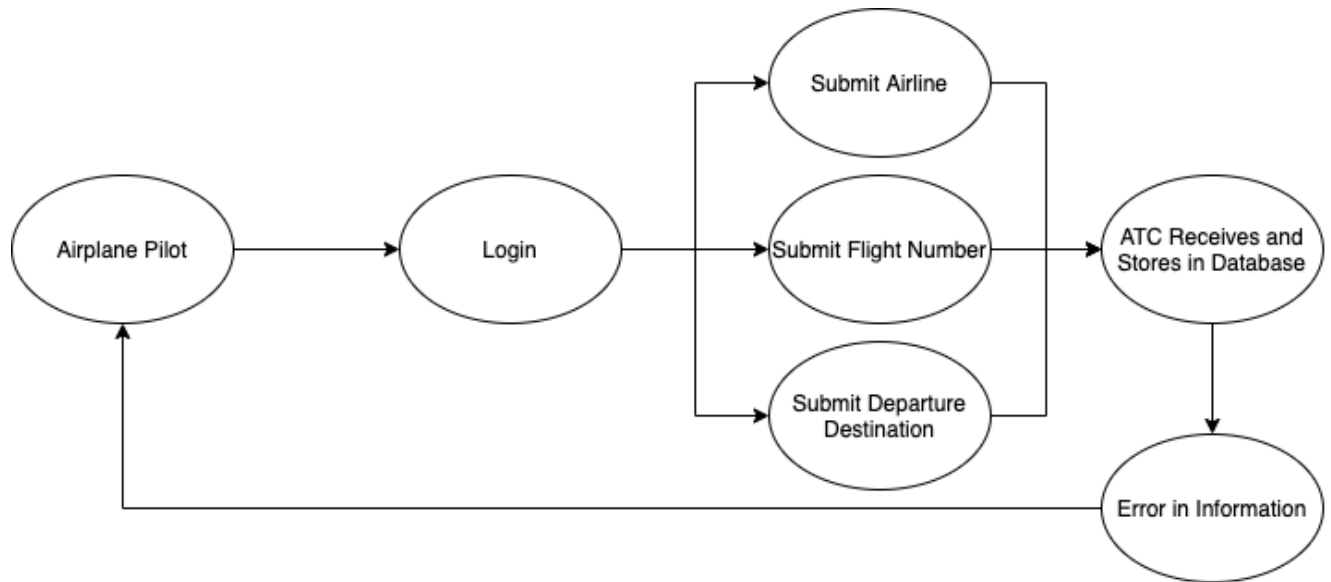 Submit Airline
Airplane Pilot
Login
Submit Flight Number
ATC Receives and
Stores in Database
Submit Departure
Destination
Error in Information